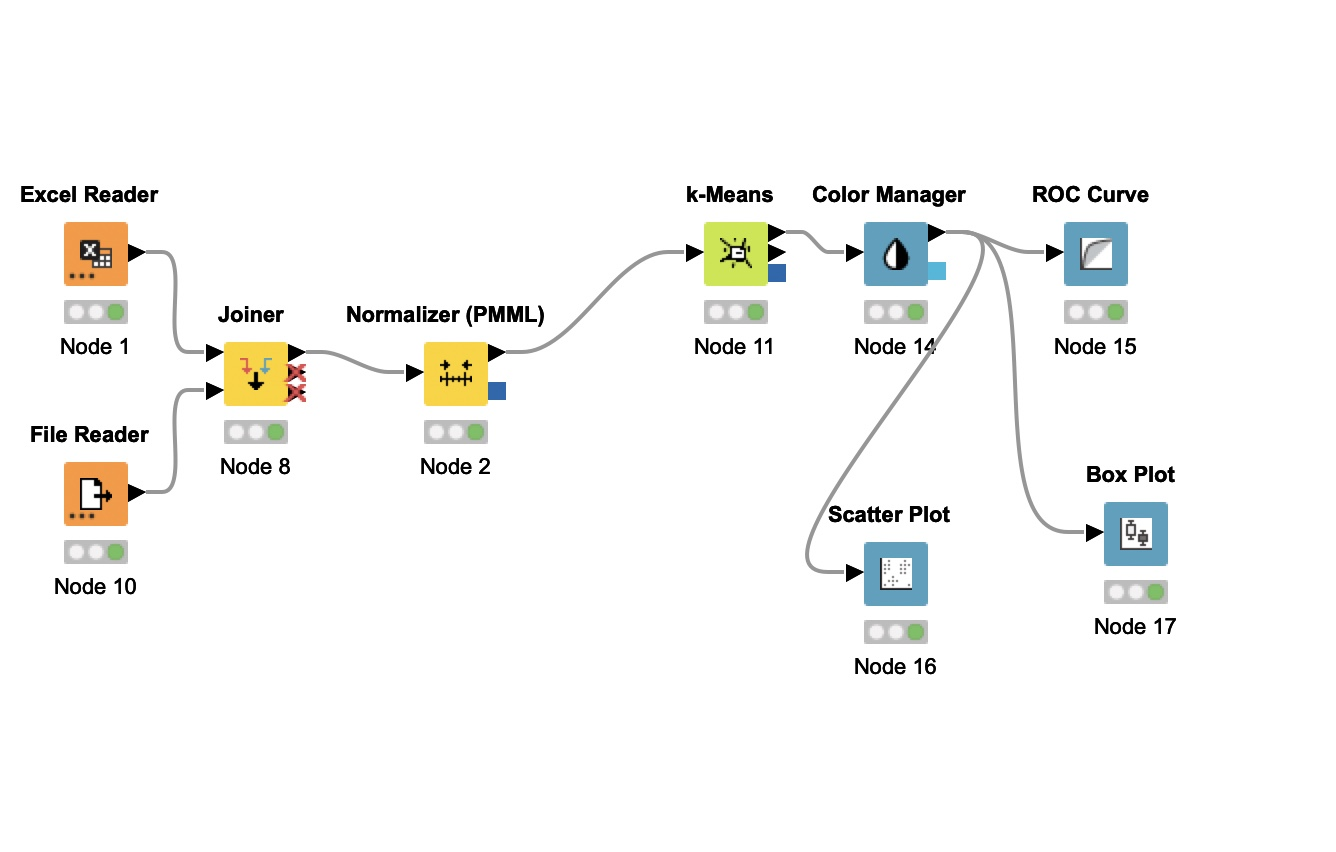 Excel Reader
Node 1
File Reader
Node 10
Joiner
Node 8
Normalizer (PMML)
Node 2
k-Means
Node 11
Color Manager
Node 14
ROC Curve
Node 15
Scatter Plot
Node 16
Box Plot
Node 17